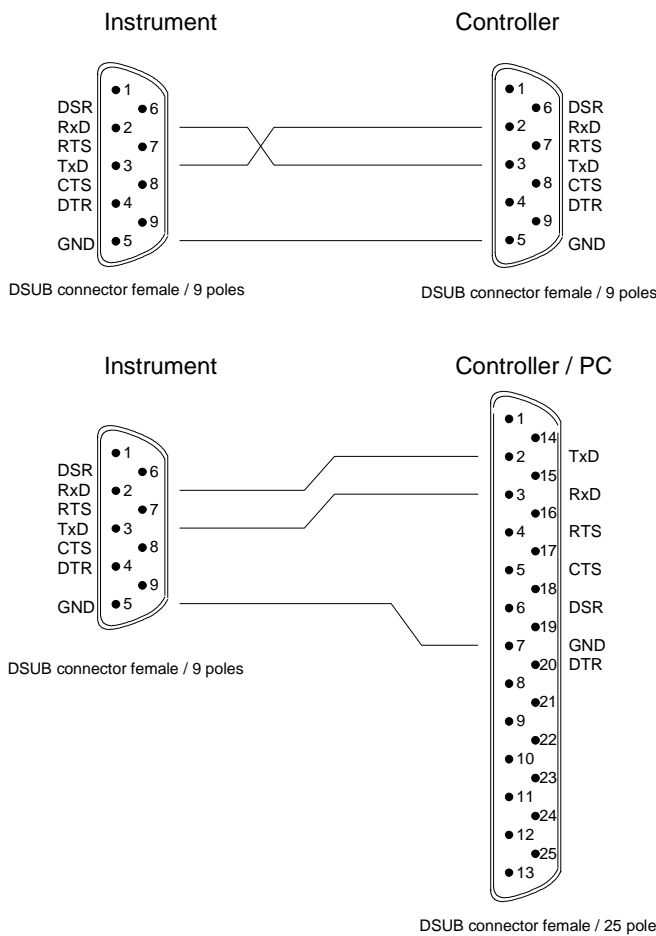 Instrument Controller
1 1
DSR 6 6 DSR
RxD 2 2 RxD
RTS 7 7 RTS
TxD 3 3 TxD
CTS 8 8 CTS
DTR 4 4 DTR
9 9
GND 5 5 GND
DSUB connector female / 9 poles DSUB connector female / 9 poles
Instrument Controller / PC
1
14
1
2 TxD
DSR 6
15
RxD 2
3 RxD
RTS 7
16
TxD 3
4 RTS
CTS 8
17
DTR 4
5 CTS
9
18
GND 5
6 DSR
19
7 GND
20 DTR
8
21
9
22
10
23
11
24
12
25
13
DSUB connector female / 9 poles
DSUB connector female / 25 pole